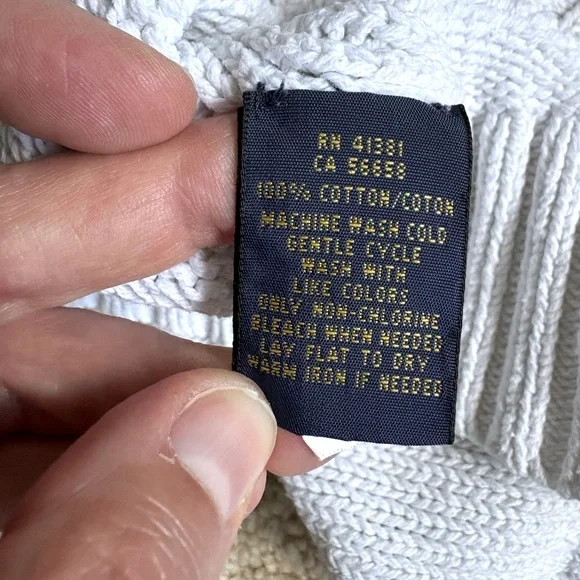 RN 41381
CA 56658
100% COTTON/COTON
MACHINE WASH COLD
GENTLE CYCLE
WASH WITH
LIKE COLORS
ONLY NON-CHLORINE
BLEACH WHEN NEEDED
LAY FLAT TO DRY
WARM IRON IF NEEDED